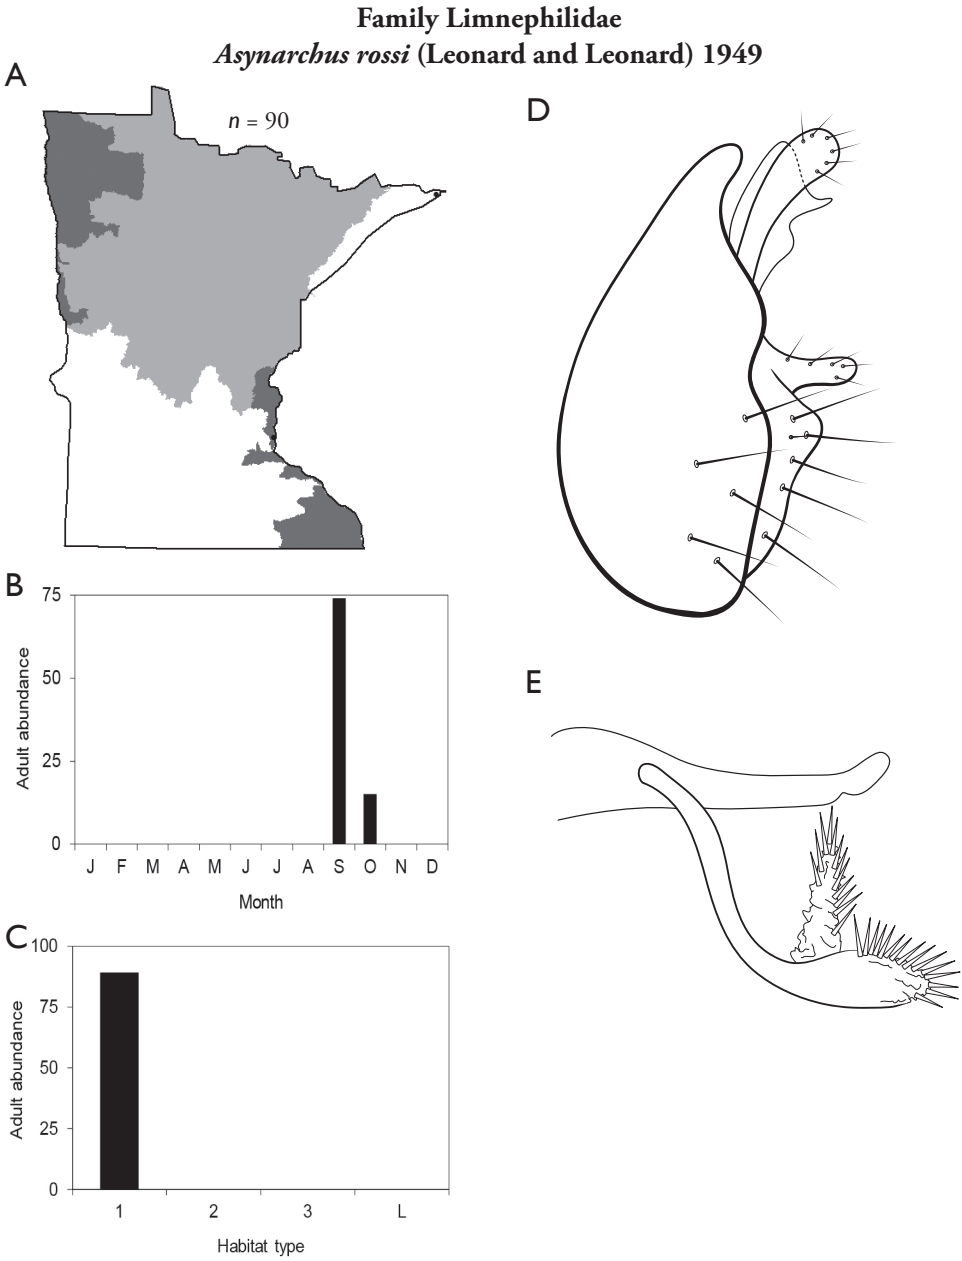 Family Limnephilidae
Asynarchus rossi (Leonard and Leonard) 1949
A
n = 90
B
75
50
25
0
Adult abundance
J F M A M J J A S O N D
Month
C
100
75
50
25
0
Adult abundance
1 2 3 L
Habitat type
D
E